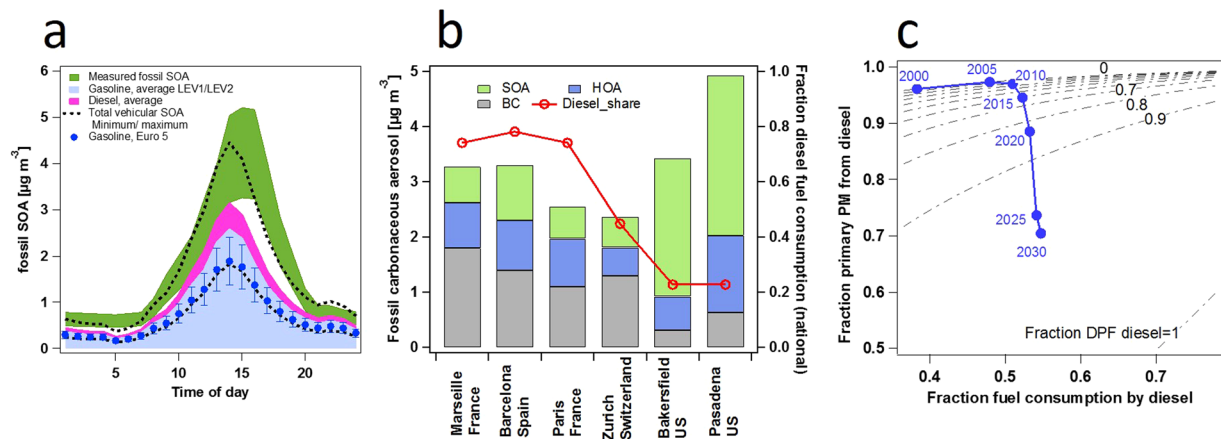 a
6
5
4
3
2
1
0
fossil SOA [µg m⁻³]
Measured fossil SOA
Gasoline, average LEV1/LEV2
Diesel, average
Total vehicular SOA
Minimum/ maximum
Gasoline, Euro 5
5
10
15
20
Time of day
b
5
4
3
2
1
0
Fossil carbonaceous aerosol [µg m⁻³]
SOA
HOA
BC
Diesel_share
1.0
0.8
0.6
0.4
0.2
0.0
Fraction diesel fuel consumption (national)
Marseille
France
Barcelona
Spain
Paris
France
Zurich
Switzerland
Bakersfield
US
Pasadena
US
c
1.0
0.9
0.8
0.9
0.7
0.6
0.5
Fraction primary PM from diesel
2000
2005
2010
2015
2020
2025
2030
0
0.7
0.8
0.9
Fraction DPF diesel=1
0.4
0.5
0.6
0.7
Fraction fuel consumption by diesel